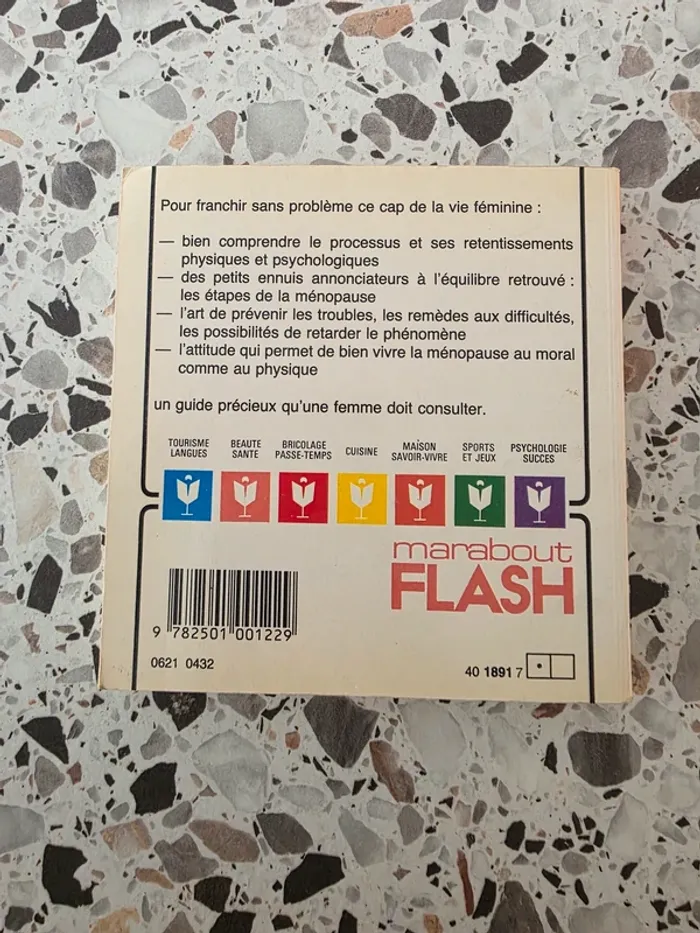 Pour franchir sans problème ce cap de la vie féminine :
— bien comprendre le processus et ses retentissements
physiques et psychologiques
— des petits ennuis annonciateurs à l'équilibre retrouvé :
les étapes de la ménopause
— l'art de prévenir les troubles, les remèdes aux difficultés,
les possibilités de retarder le phénomène
— l'attitude qui permet de bien vivre la ménopause au moral
comme au physique
un guide précieux qu'une femme doit consulter.
TOURISME
LANGUES
BEAUTE
SANTE
BRICOLAGE
PASSE-TEMPS
CUISINE
MAISON
SAVOIR-VIVRE
SPORTS
ET JEUX
PSYCHOLOGIE
SUCCES
marabout
FLASH
9 782501 001229
0621 0432
40 1891 7